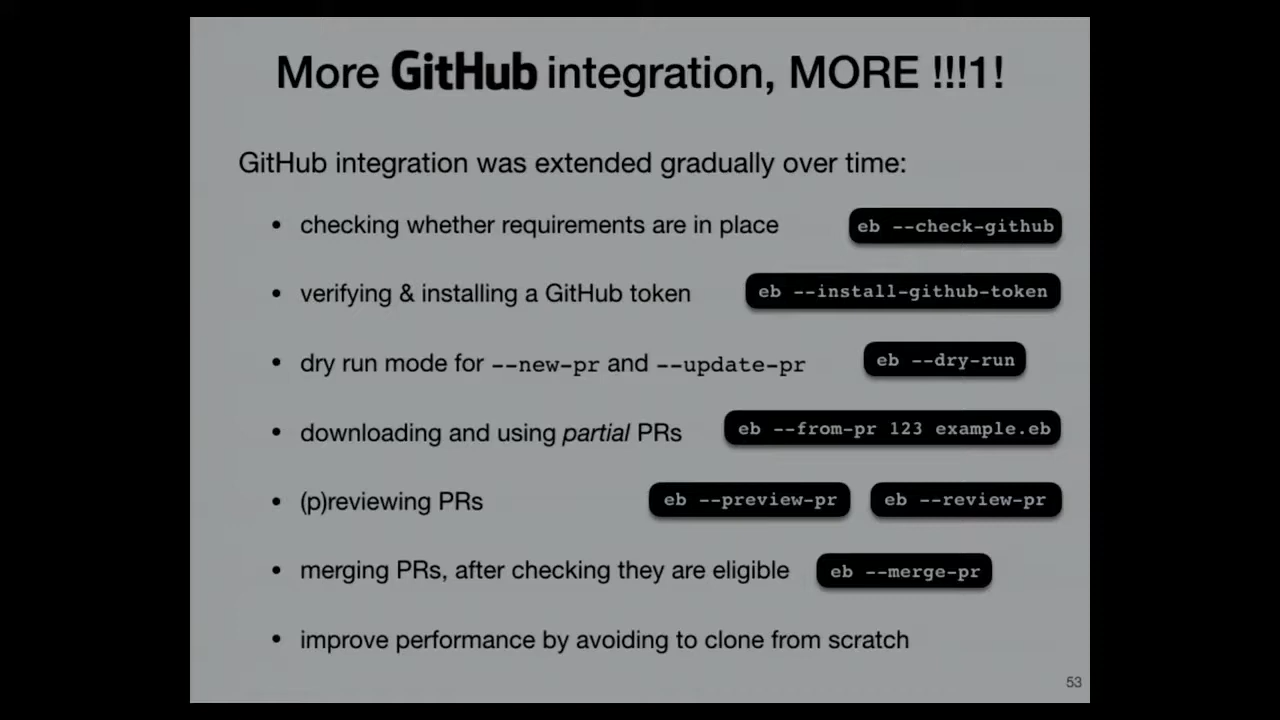 More GitHub integration, MORE !!!1!
GitHub integration was extended gradually over time:
• checking whether requirements are in place eb --check-github
• verifying & installing a GitHub token eb --install-github-token
• dry run mode for --new-pr and --update-pr eb --dry-run
• downloading and using partial PRs eb --from-pr 123 example.eb
• (p)reviewing PRs eb --preview-pr eb --review-pr
• merging PRs, after checking they are eligible eb --merge-pr
• improve performance by avoiding to clone from scratch
53